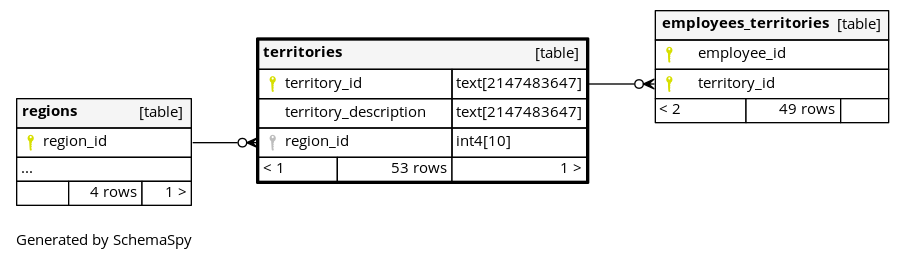 regions [table]
region_id
...
4 rows 1 >
territories [table]
territory_id text[2147483647]
territory_description text[2147483647]
region_id int4[10]
< 1 53 rows 1 >
employees_territories [table]
employee_id
territory_id
< 2 49 rows
Generated by SchemaSpy